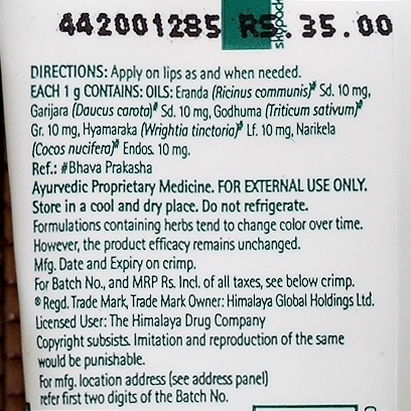 442001285 RS.35.00
skypack
DIRECTIONS: Apply on lips as and when needed.
EACH 1 g CONTAINS: OILS: Eranda (Ricinus communis)# Sd. 10 mg,
Garijara (Daucus carota)# Sd. 10 mg, Godhuma (Triticum sativum)#
Gr. 10 mg, Hyamaraka (Wrightia tinctoria)# Lf. 10 mg, Narikela
(Cocos nucifera)# Endos. 10 mg.
Ref.: #Bhava Prakasha
Ayurvedic Proprietary Medicine. FOR EXTERNAL USE ONLY.
Store in a cool and dry place. Do not refrigerate.
Formulations containing herbs tend to change color over time.
However, the product efficacy remains unchanged.
Mfg. Date and Expiry on crimp.
For Batch No., and MRP Rs. Incl. of all taxes, see below crimp.
® Regd. Trade Mark, Trade Mark Owner: Himalaya Global Holdings Ltd.
Licensed User: The Himalaya Drug Company
Copyright subsists. Imitation and reproduction of the same
would be punishable.
For mfg. location address (see address panel)
refer first two digits of the Batch No.